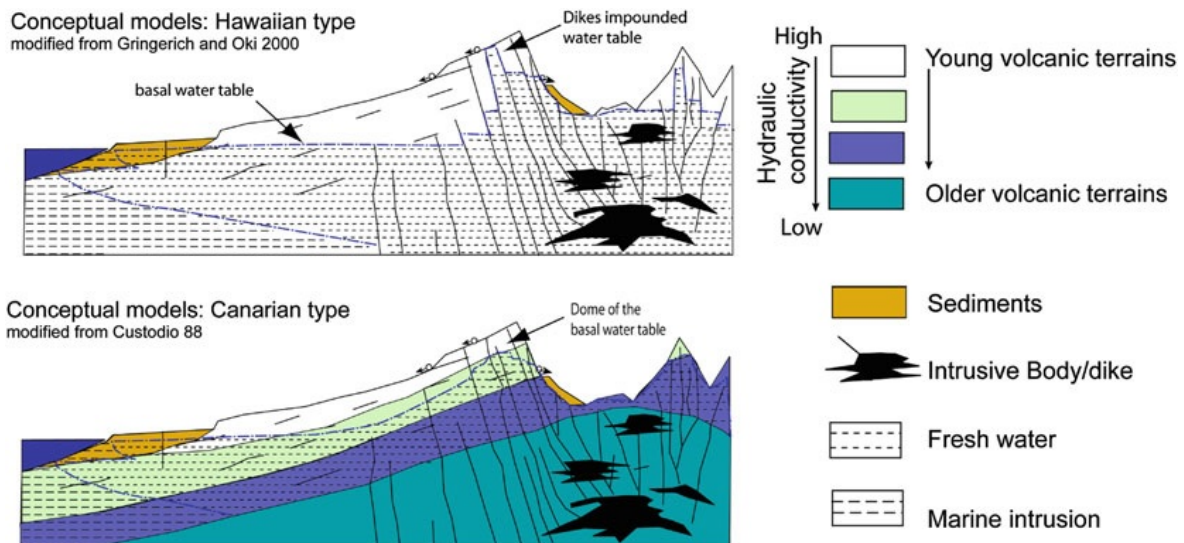 Conceptual models: Hawaiian type
modified from Gringerich and Oki 2000
Dikes impounded
water table
basal water table
High
Hydraulic
conductivity
Low
Young volcanic terrains
Older volcanic terrains
Conceptual models: Canarian type
modified from Custodio 88
Dome of the
basal water table
Sediments
Intrusive Body/dike
Fresh water
Marine intrusion